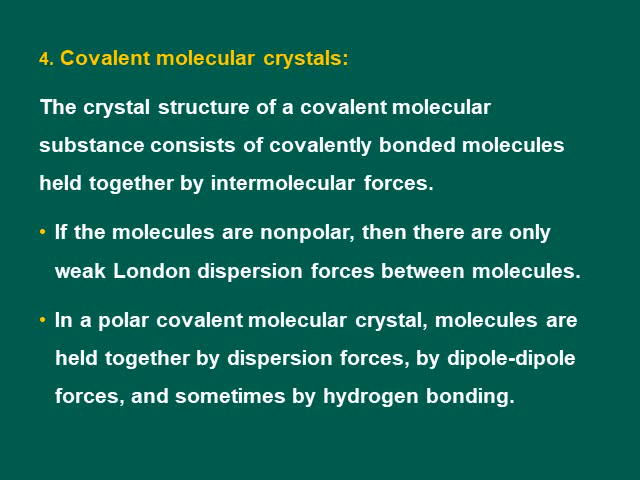 4. Covalent molecular crystals:
The crystal structure of a covalent molecular
substance consists of covalently bonded molecules
held together by intermolecular forces.
• If the molecules are nonpolar, then there are only
weak London dispersion forces between molecules.
• In a polar covalent molecular crystal, molecules are
held together by dispersion forces, by dipole-dipole
forces, and sometimes by hydrogen bonding.